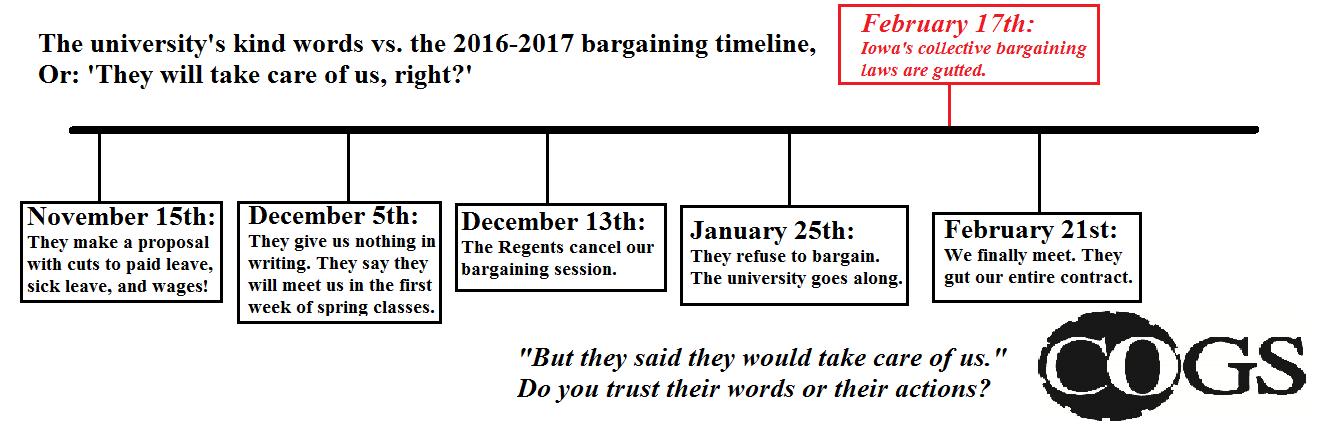 The university's kind words vs. the 2016-2017 bargaining timeline,
Or: 'They will take care of us, right?'
February 17th:
Iowa's collective bargaining
laws are gutted.
November 15th:
They make a proposal
with cuts to paid leave,
sick leave, and wages!
December 5th:
They give us nothing in
writing. They say they
will meet us in the first
week of spring classes.
December 13th:
The Regents cancel our
bargaining session.
January 25th:
They refuse to bargain.
The university goes along.
February 21st:
We finally meet. They
gut our entire contract.
"But they said they would take care of us."
Do you trust their words or their actions?
COGS